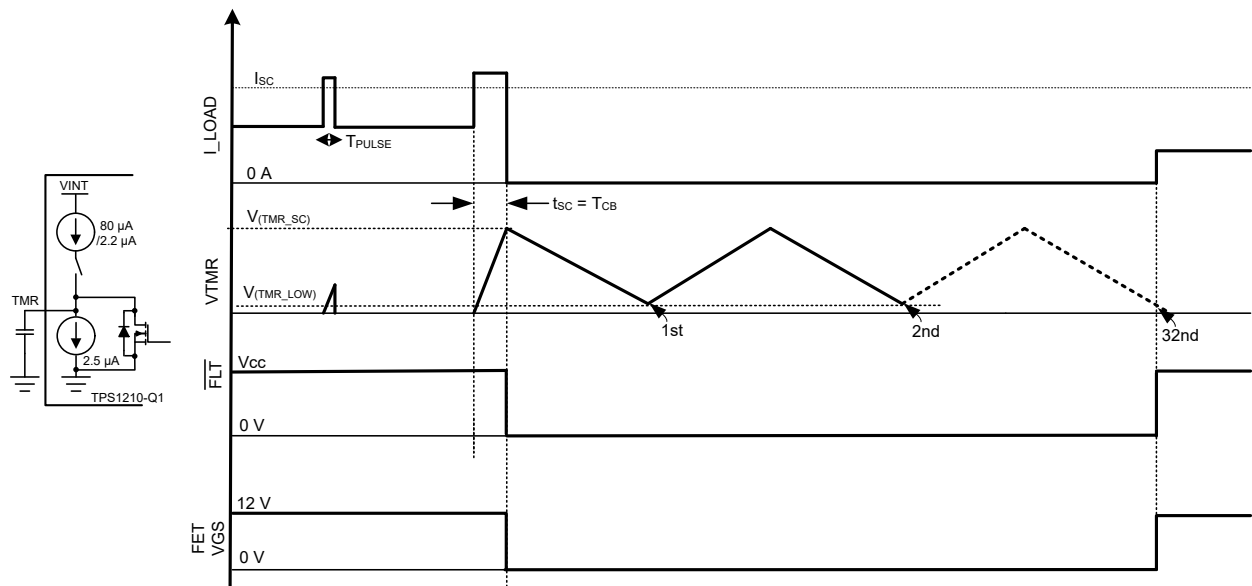 VINT
80 µA
/2.2 µA
TMR
2.5 µA
TPS1210-Q1
I_LOAD
ISC
TPULSE
0 A
tSC = TCB
VTMR
V(TMR_SC)
V(TMR_LOW)
1st
2nd
32nd
FLT
Vcc
0 V
FET
VGS
12 V
0 V